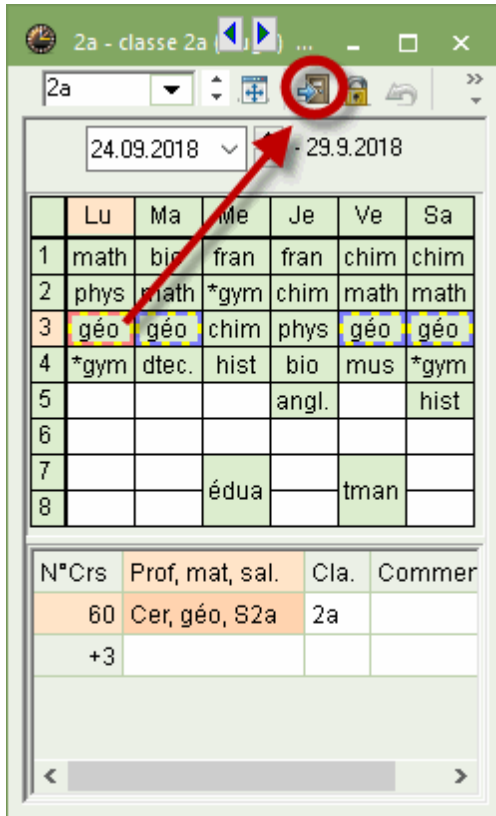 2a - classe 2a ( ) ...
2a
24.09.2018 - 29.9.2018
Lu Ma Me Je Ve Sa
1 math bio fran fran chim chim
2 phys math *gym chim math math
3 géo géo chim phys géo géo
4 *gym dtec. hist bio mus *gym
5 angl. hist
6
7
édua tman
8
N°Crs Prof, mat, sal. Cla. Commer
60 Cer, géo, S2a 2a
+3